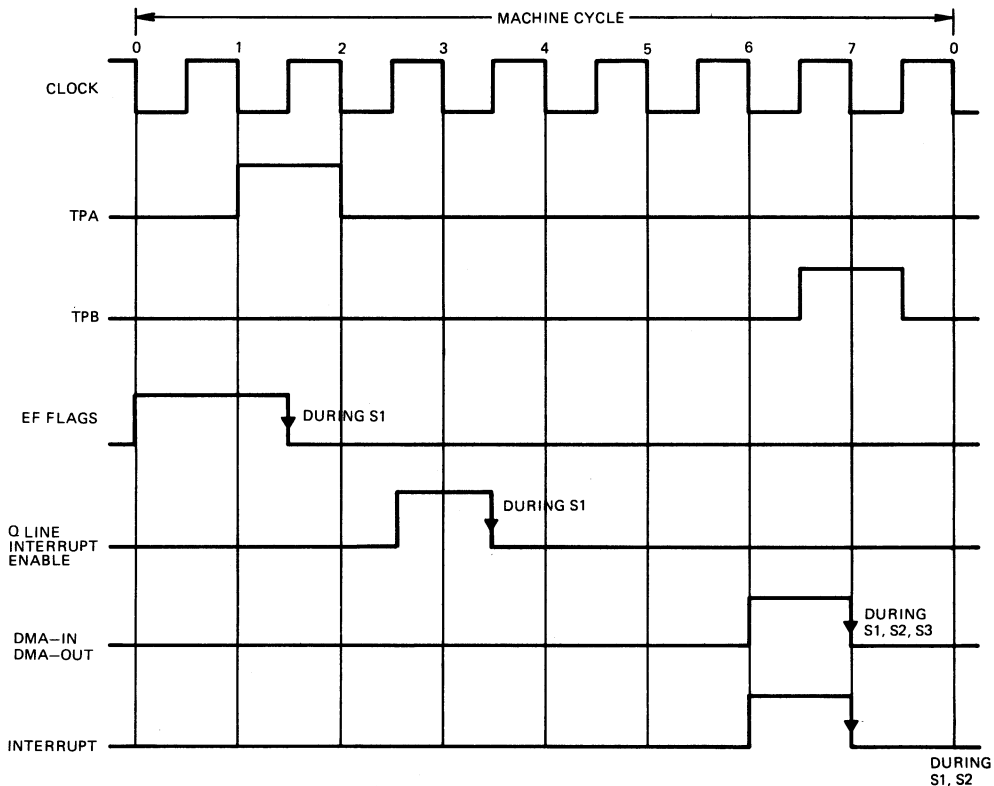 MACHINE CYCLE
0 1 2 3 4 5 6 7 0
CLOCK
TPA
TPB
EF FLAGS
DURING S1
DURING S1
Q LINE
INTERRUPT
ENABLE
DMA—IN
DMA—OUT
DURING
S1, S2, S3
INTERRUPT
DURING
S1, S2